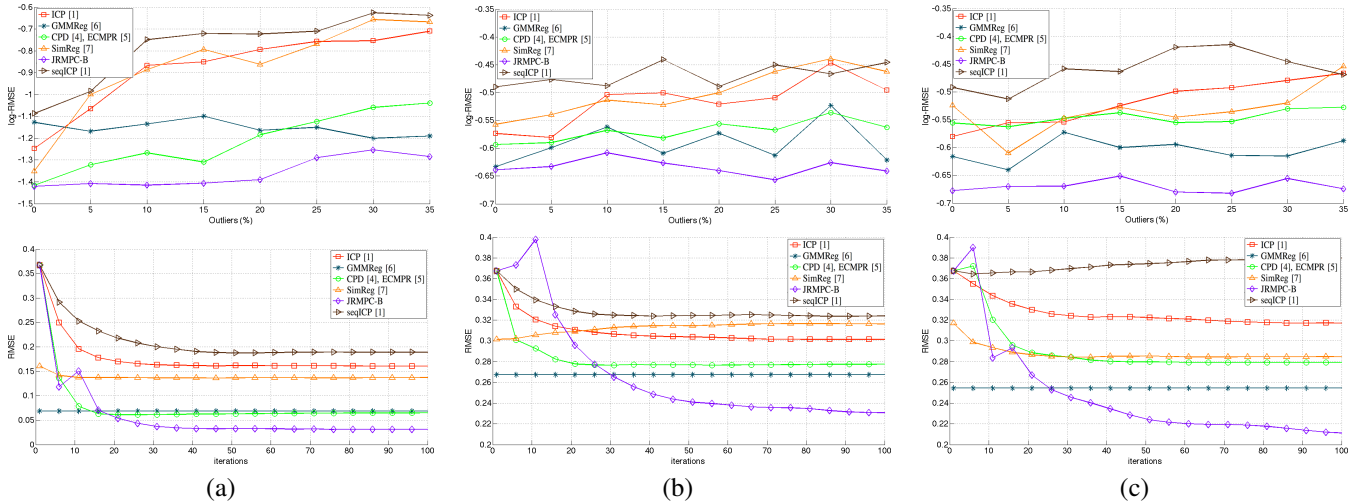 -0.6
-0.7
-0.8
-0.9
-1
-1.1
-1.2
-1.3
-1.4
-1.5
log-RMSE
ICP [1]
GMMReg [6]
CPD [4], ECMPR [5]
SimReg [7]
JRMPC-B
seqICP [1]
0 5 10 15 20 25 30 35
Outliers (%)
-0.4
-0.45
-0.5
-0.55
-0.6
-0.65
-0.7
log-RMSE
ICP [1]
GMMReg [6]
CPD [4], ECMPR [5]
SimReg [7]
JRMPC-B
seqICP [1]
0 5 10 15 20 25 30 35
Outliers (%)
-0.4
-0.45
-0.5
-0.55
-0.6
-0.65
-0.7
log-RMSE
ICP [1]
GMMReg [6]
CPD [4], ECMPR [5]
SimReg [7]
JRMPC-B
seqICP [1]
0 5 10 15 20 25 30 35
Outliers (%)
0.4
0.35
0.3
0.25
0.2
0.15
0.1
0.05
0
RMSE
ICP [1]
GMMReg [6]
CPD [4], ECMPR [5]
SimReg [7]
JRMPC-B
seqICP [1]
0 10 20 30 40 50 60 70 80 90 100
iterations
0.4
0.38
0.36
0.34
0.32
0.3
0.28
0.26
0.24
0.22
0.2
RMSE
ICP [1]
GMMReg [6]
CPD [4], ECMPR [5]
SimReg [7]
JRMPC-B
seqICP [1]
0 10 20 30 40 50 60 70 80 90 100
iterations
0.4
0.38
0.36
0.34
0.32
0.3
0.28
0.26
0.24
0.22
0.2
RMSE
ICP [1]
GMMReg [6]
CPD [4], ECMPR [5]
SimReg [7]
JRMPC-B
seqICP [1]
0 10 20 30 40 50 60 70 80 90 100
iterations
(a)
(b)
(c)